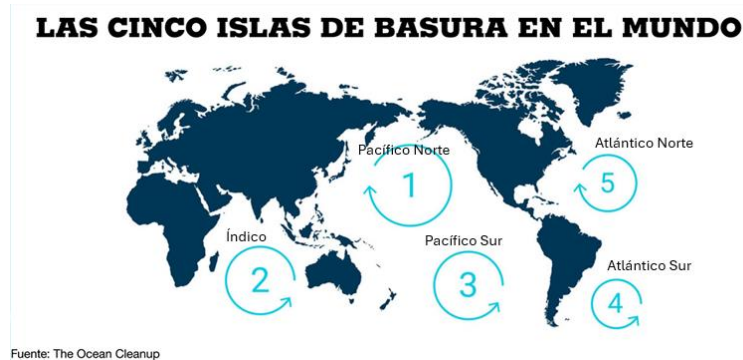 LAS CINCO ISLAS DE BASURA EN EL MUNDO
Pacífico Norte
1
Atlántico Norte
5
Índico
2
Pacífico Sur
3
Atlántico Sur
4
Fuente: The Ocean Cleanup